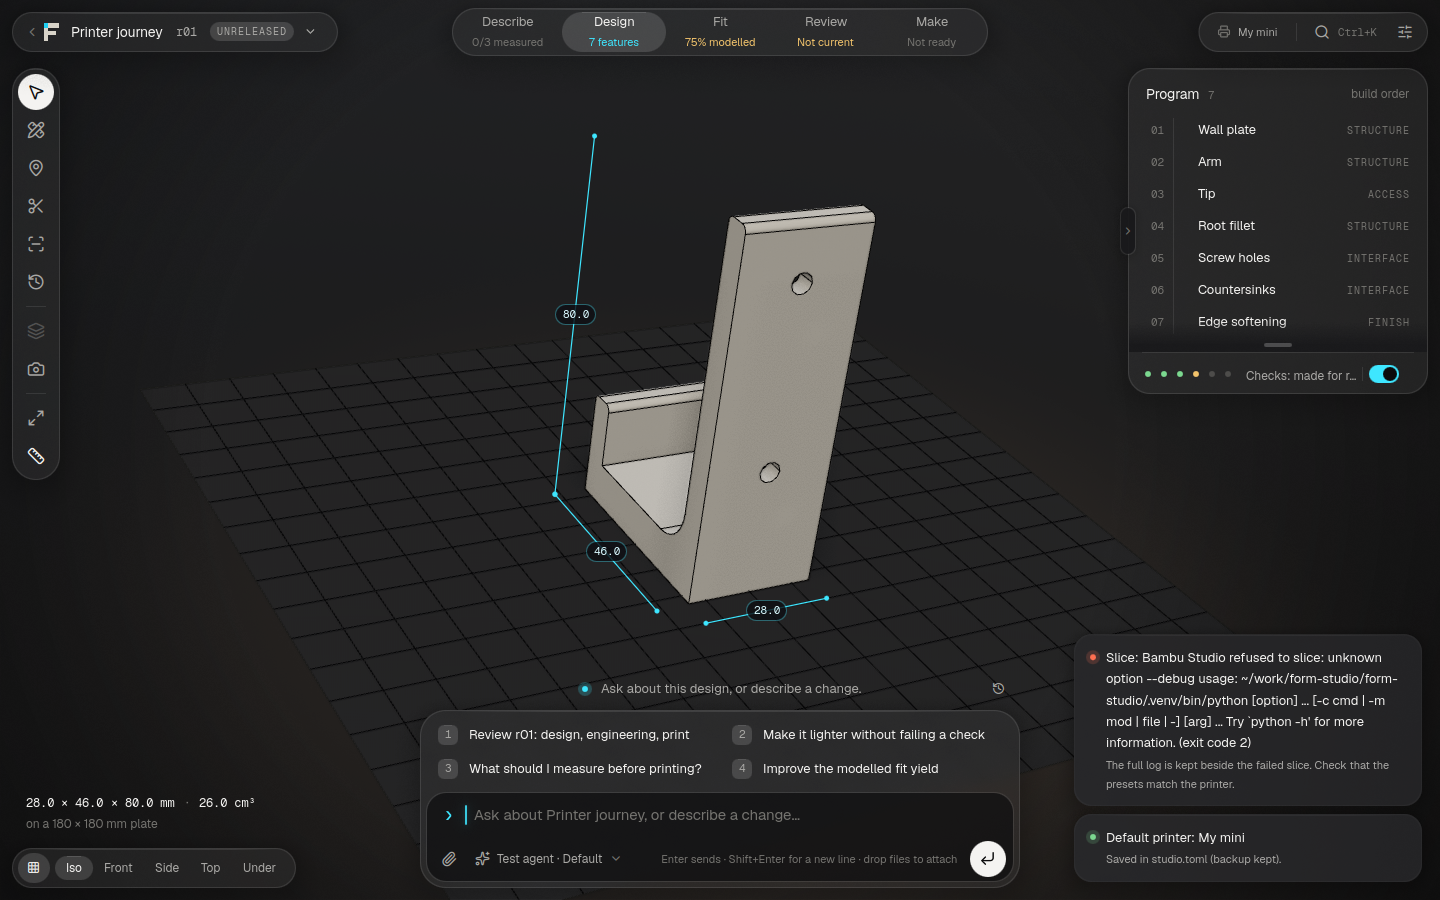 Printer journey r01 UNRELEASED
Describe
0/3 measured
Design
7 features
Fit
75% modelled
Review
Not current
Make
Not ready
My mini
Ctrl+K
Program 7 build order
01 Wall plate STRUCTURE
02 Arm STRUCTURE
03 Tip ACCESS
04 Root fillet STRUCTURE
05 Screw holes INTERFACE
06 Countersinks INTERFACE
07 Edge softening FINISH
Checks: made for r...
80.0
46.0
28.0
Ask about this design, or describe a change.
1 Review r01: design, engineering, print
2 Make it lighter without failing a check
3 What should I measure before printing?
4 Improve the modelled fit yield
Ask about Printer journey, or describe a change...
Test agent · Default
Enter sends · Shift+Enter for a new line · drop files to attach
28.0 × 46.0 × 80.0 mm · 26.0 cm³
on a 180 × 180 mm plate
Iso Front Side Top Under
Slice: Bambu Studio refused to slice: unknown
option --debug usage: ~/work/form-studio/form-
studio/.venv/bin/python [option] ... [-c cmd | -m
mod | file | -] [arg] ... Try `python -h' for more
information. (exit code 2)
The full log is kept beside the failed slice. Check that the
presets match the printer.
Default printer: My mini
Saved in studio.toml (backup kept).